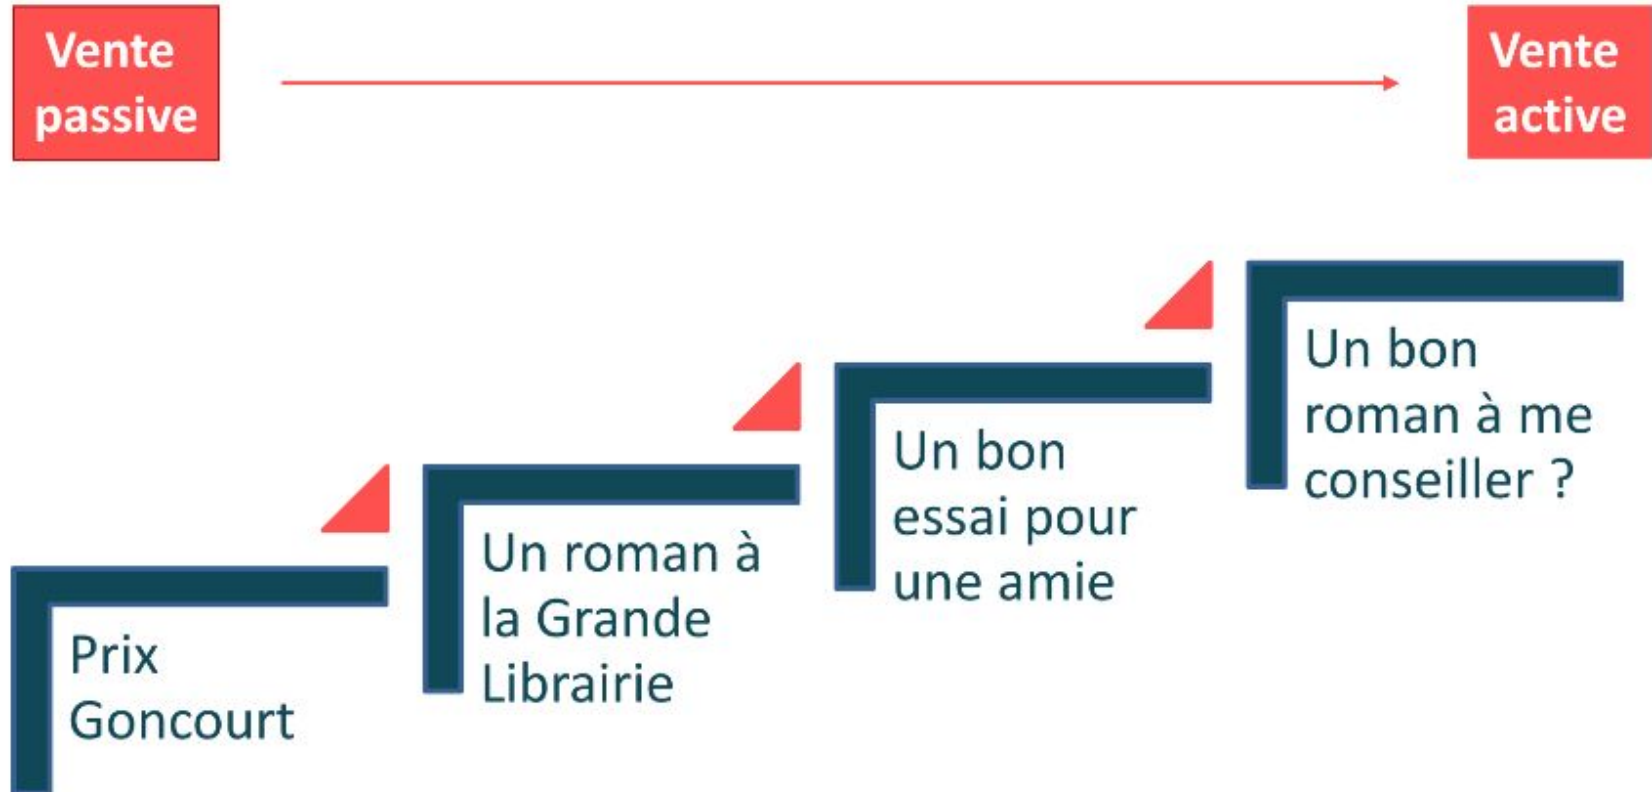 Vente
passive
Vente
active
Prix
Goncourt
Un roman à
la Grande
Librairie
Un bon
essai pour
une amie
Un bon
roman à me
conseiller ?